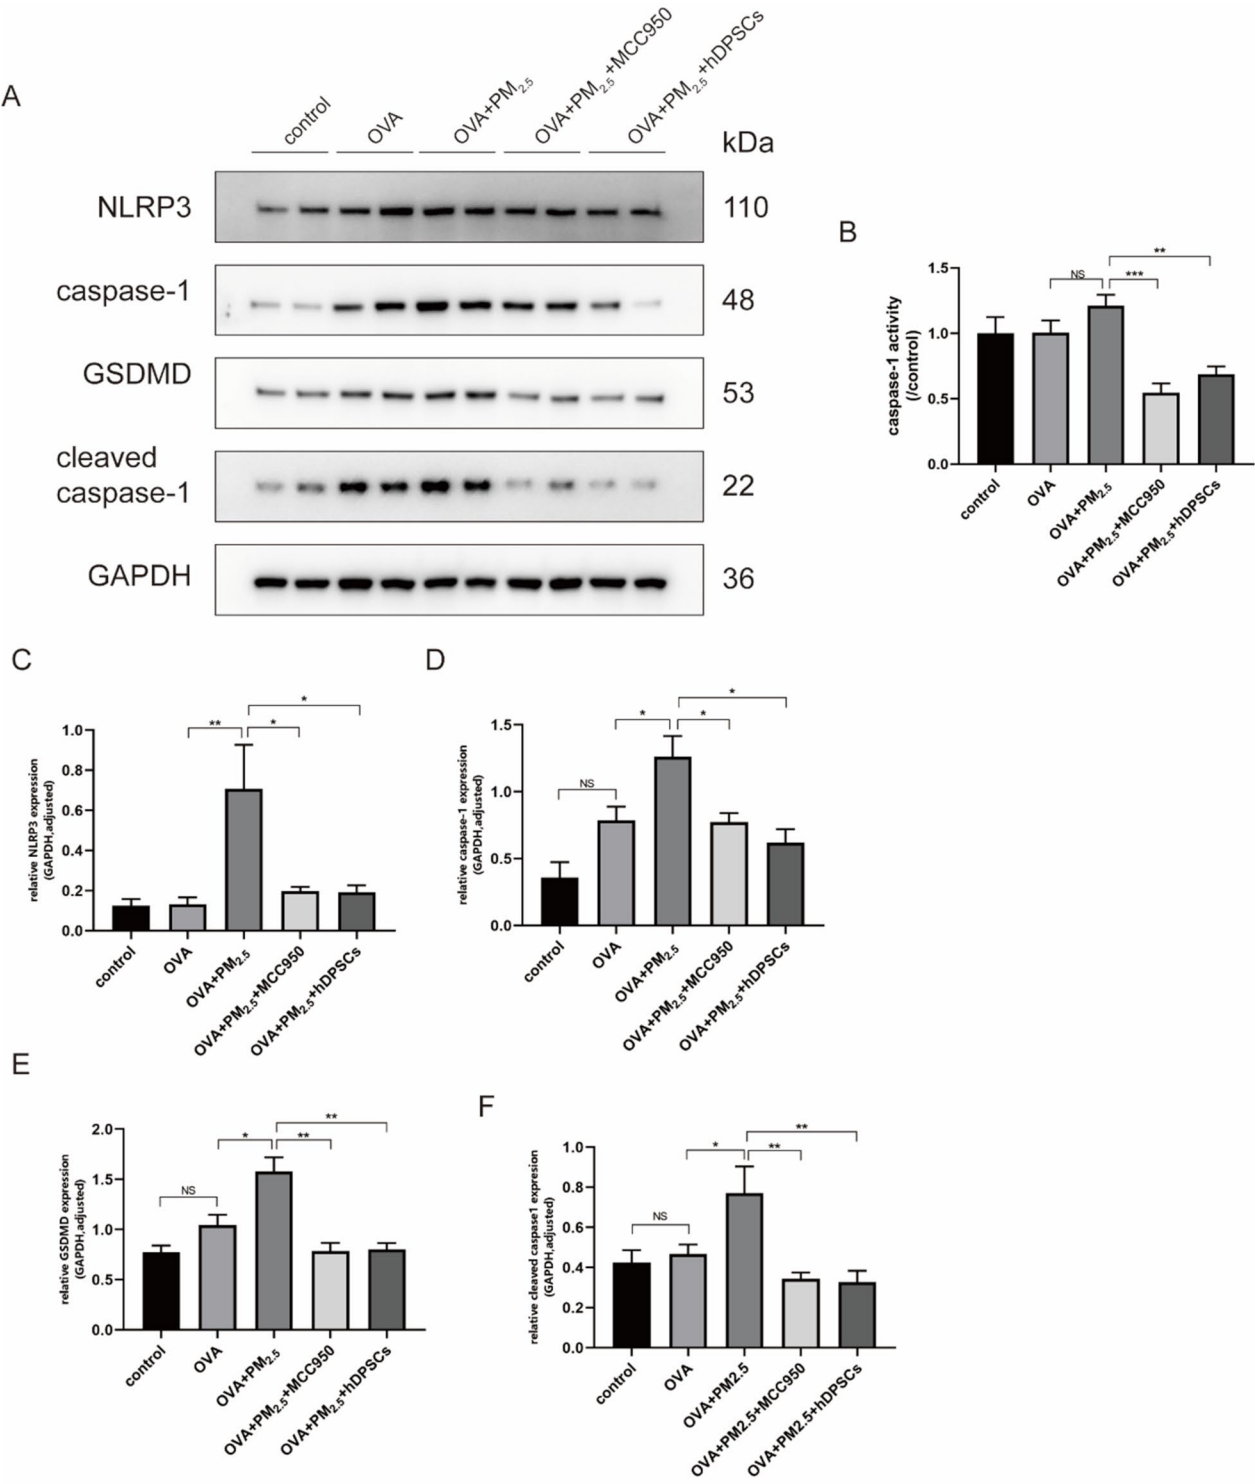 A
control
OVA
OVA+PM2.5
OVA+PM2.5+MCC950
OVA+PM2.5+hDPSCs
kDa
NLRP3
110
caspase-1
48
GSDMD
53
cleaved
caspase-1
22
GAPDH
36
B
caspase-1 activity
(/control)
1.5
1.0
0.5
0.0
NS
***
**
control
OVA
OVA+PM2.5
OVA+PM2.5+MCC950
OVA+PM2.5+hDPSCs
C
relative NLRP3 expression
(GAPDH,adjusted)
1.0
0.8
0.6
0.4
0.2
0.0
**
*
*
control
OVA
OVA+PM2.5
OVA+PM2.5+MCC950
OVA+PM2.5+hDPSCs
D
relative caspase-1 expression
(GAPDH,adjusted)
1.5
1.0
0.5
0.0
NS
*
*
*
control
OVA
OVA+PM2.5
OVA+PM2.5+MCC950
OVA+PM2.5+hDPSCs
E
relative GSDMD expression
(GAPDH,adjusted)
2.0
1.5
1.0
0.5
0.0
NS
*
**
**
control
OVA
OVA+PM2.5
OVA+PM2.5+MCC950
OVA+PM2.5+hDPSCs
F
relative cleaved caspase1 expression
(GAPDH,adjusted)
1.0
0.8
0.6
0.4
0.2
0.0
NS
*
**
**
control
OVA
OVA+PM2.5
OVA+PM2.5+MCC950
OVA+PM2.5+hDPSCs